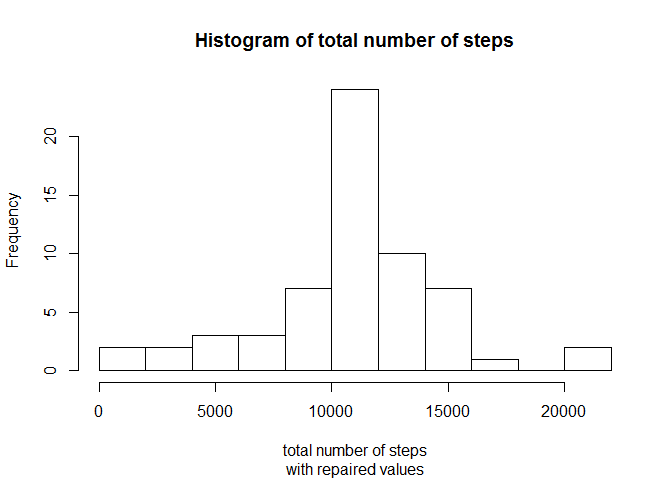 Histogram of total number of steps
Frequency
20
15
10
5
0
0 5000 10000 15000 20000
total number of steps
with repaired values